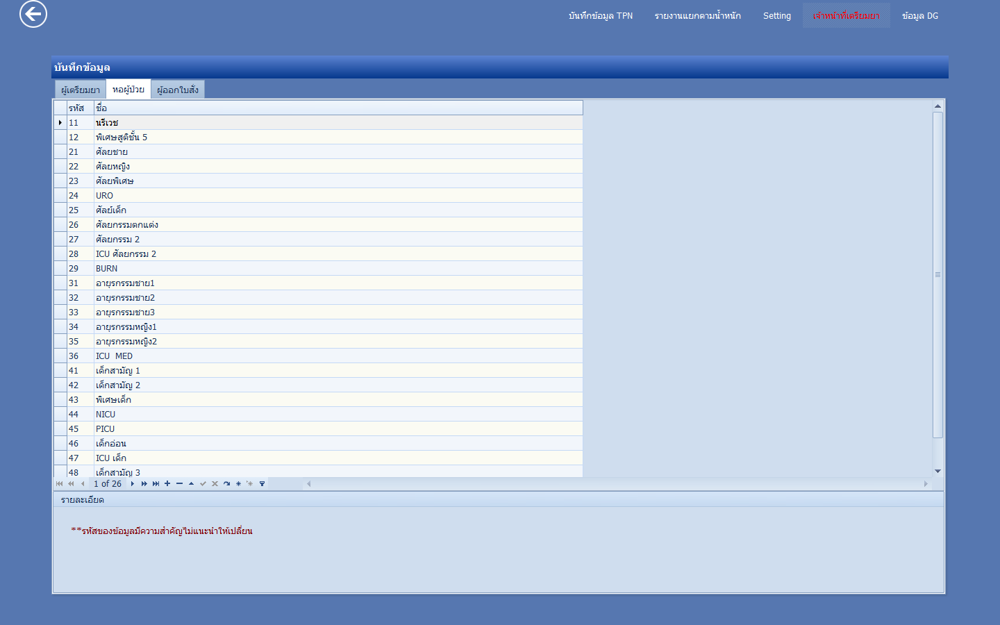 บันทึกข้อมูล TPN รายงานแยกตามน้ำหนัก Setting เจ้าหน้าที่เตรียมยา ข้อมูล DG
บันทึกข้อมูล
ผู้เตรียมยา หอผู้ป่วย ผู้ออกใบสั่ง
รหัส ชื่อ
11 นรีเวช
12 พิเศษสูติชั้น 5
21 ศัลยชาย
22 ศัลยหญิง
23 ศัลยพิเศษ
24 URO
25 ศัลย์เด็ก
26 ศัลยกรรมตกแต่ง
27 ศัลยกรรม 2
28 ICU ศัลยกรรม 2
29 BURN
31 อายุรกรรมชาย1
32 อายุรกรรมชาย2
33 อายุรกรรมชาย3
34 อายุรกรรมหญิง1
35 อายุรกรรมหญิง2
36 ICU  MED
41 เด็กสามัญ 1
42 เด็กสามัญ 2
43 พิเศษเด็ก
44 NICU
45 PICU
46 เด็กอ่อน
47 ICU เด็ก
48 เด็กสามัญ 3
1 of 26
รายละเอียด
**รหัสของข้อมูลมีความสำคัญไม่แนะนำให้เปลี่ยน